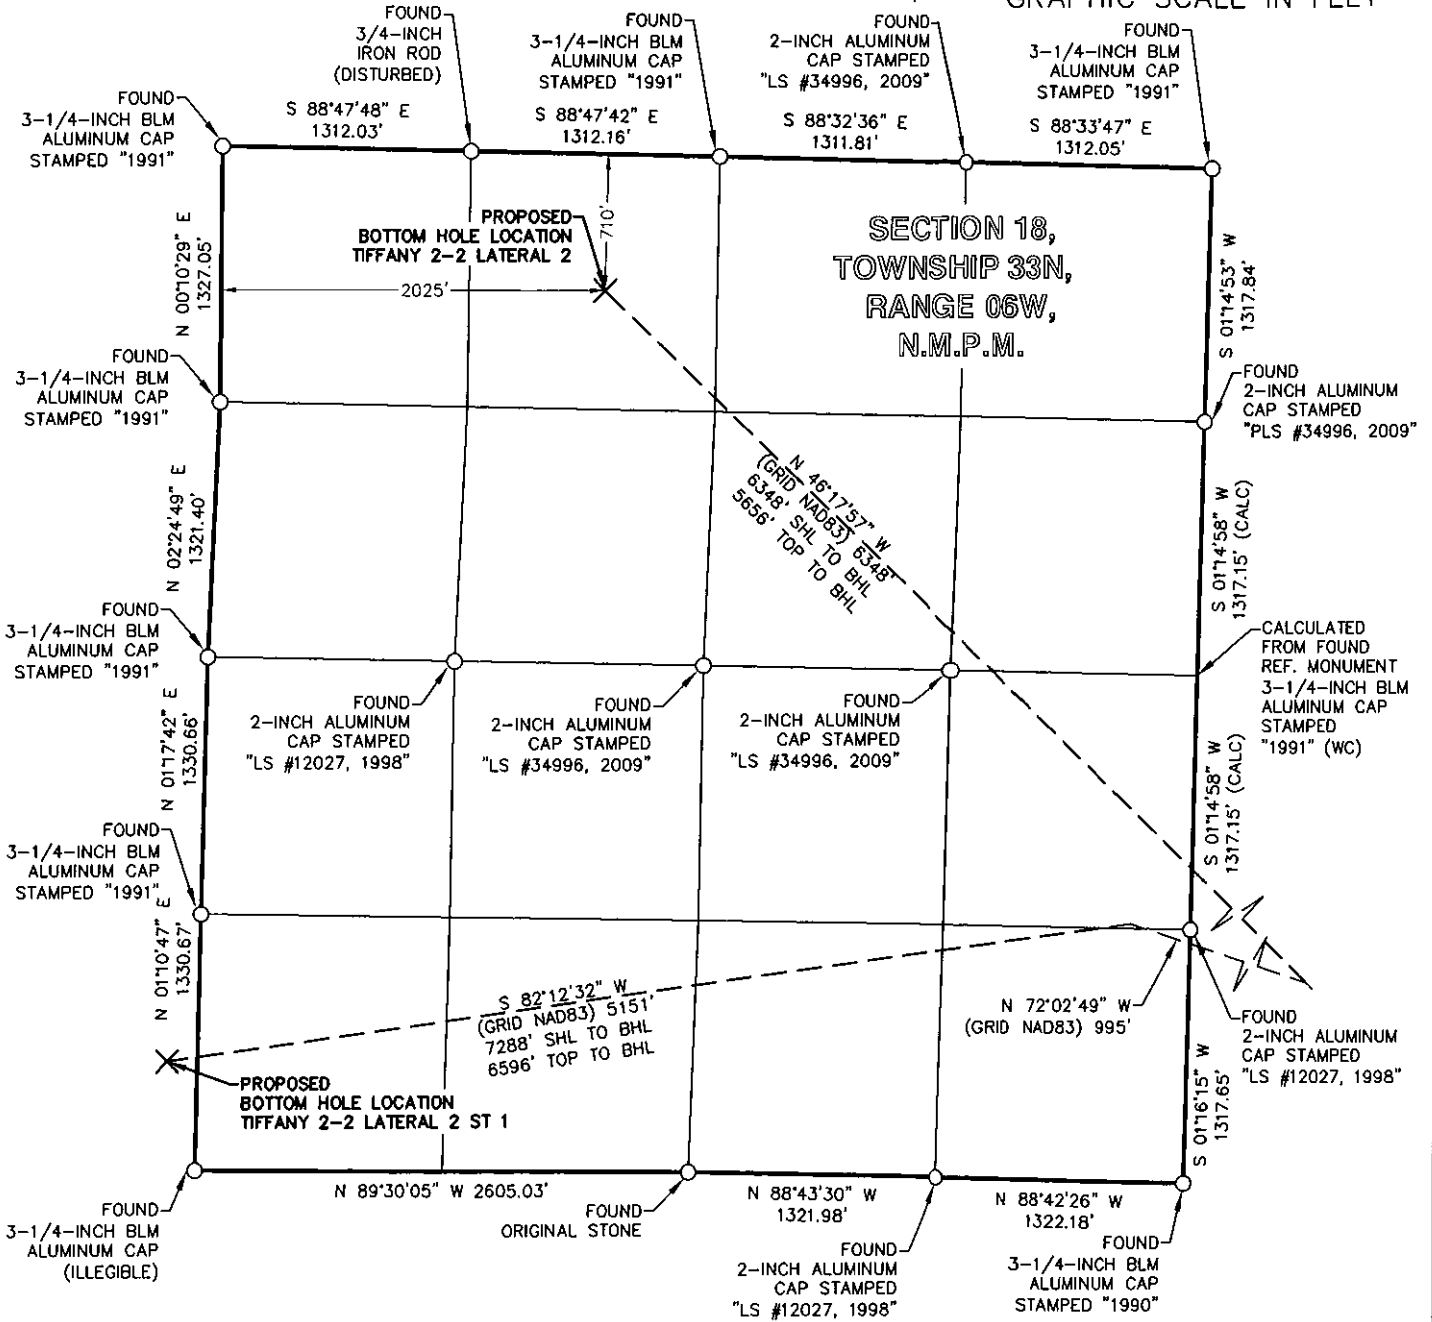 GRAPHIC SCALE IN FEET
FOUND
3/4-INCH
IRON ROD
(DISTURBED)
FOUND
3-1/4-INCH BLM
ALUMINUM CAP
STAMPED "1991"
FOUND
2-INCH ALUMINUM
CAP STAMPED
"LS #34996, 2009"
FOUND
3-1/4-INCH BLM
ALUMINUM CAP
STAMPED "1991"
FOUND
3-1/4-INCH BLM
ALUMINUM CAP
STAMPED "1991"
S 88°47'48" E
1312.03'
S 88°47'42" E
1312.16'
S 88°32'36" E
1311.81'
S 88°33'47" E
1312.05'
N 00°10'29" E
1327.05'
PROPOSED
BOTTOM HOLE LOCATION
TIFFANY 2-2 LATERAL 2
710'
2025'
SECTION 18,
TOWNSHIP 33N,
RANGE 06W,
N.M.P.M.
S 01°14'53" W
1317.84'
FOUND
3-1/4-INCH BLM
ALUMINUM CAP
STAMPED "1991"
FOUND
2-INCH ALUMINUM
CAP STAMPED
"PLS #34996, 2009"
N 02°24'49" E
1321.40'
N 46°17'57" W
(GRID NAD83) 6348'
6348' SHL TO BHL
5656' TOP TO BHL
S 01°14'58" W
1317.15' (CALC)
FOUND
3-1/4-INCH BLM
ALUMINUM CAP
STAMPED "1991"
CALCULATED
FROM FOUND
REF. MONUMENT
3-1/4-INCH BLM
ALUMINUM CAP
STAMPED
"1991" (WC)
FOUND
2-INCH ALUMINUM
CAP STAMPED
"LS #12027, 1998"
FOUND
2-INCH ALUMINUM
CAP STAMPED
"LS #34996, 2009"
FOUND
2-INCH ALUMINUM
CAP STAMPED
"LS #34996, 2009"
N 01°17'42" E
1330.66'
S 01°14'58" W
1317.15' (CALC)
FOUND
3-1/4-INCH BLM
ALUMINUM CAP
STAMPED "1991"
N 01°10'47" E
1330.67'
S 82°12'32" W
(GRID NAD83) 5151'
7288' SHL TO BHL
6596' TOP TO BHL
N 72°02'49" W
(GRID NAD83) 995'
FOUND
2-INCH ALUMINUM
CAP STAMPED
"LS #12027, 1998"
PROPOSED
BOTTOM HOLE LOCATION
TIFFANY 2-2 LATERAL 2 ST 1
S 01°16'15" W
1317.65'
N 89°30'05" W 2605.03'
N 88°43'30" W
1321.98'
N 88°42'26" W
1322.18'
FOUND
3-1/4-INCH BLM
ALUMINUM CAP
(ILLEGIBLE)
FOUND
ORIGINAL STONE
FOUND
2-INCH ALUMINUM
CAP STAMPED
"LS #12027, 1998"
FOUND
3-1/4-INCH BLM
ALUMINUM CAP
STAMPED "1990"